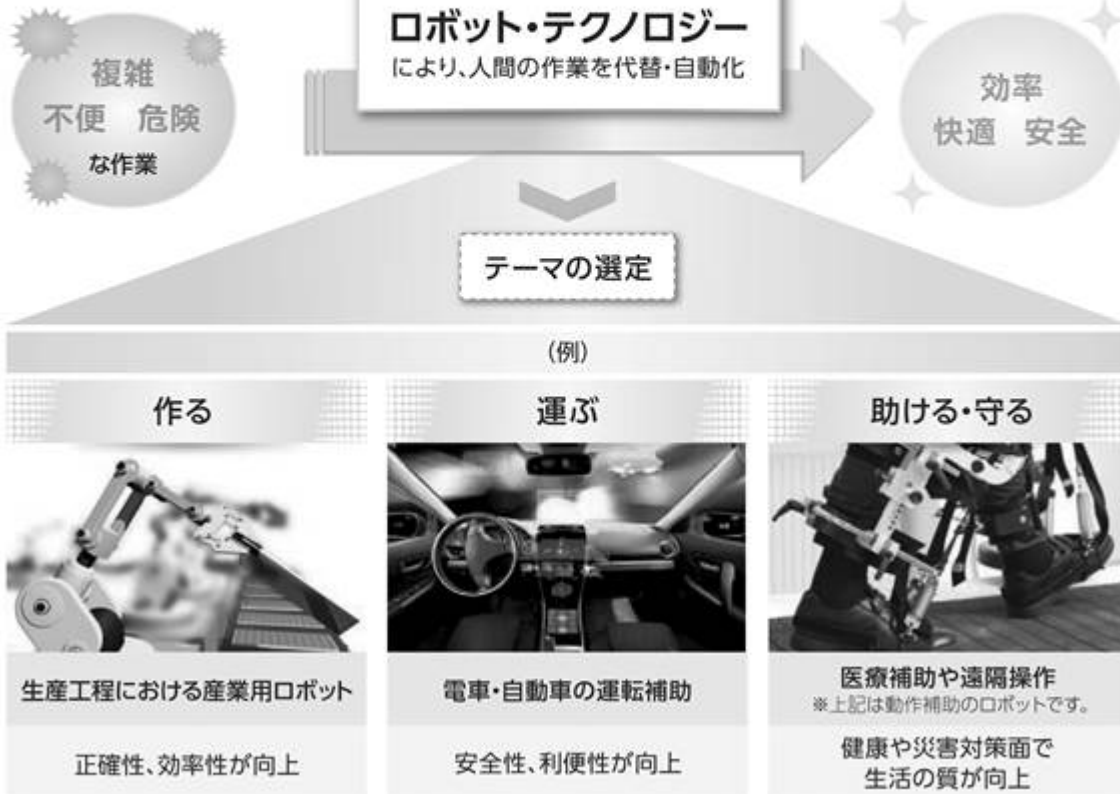 ロボット・テクノロジー
により、人間の作業を代替・自動化
複雑
不便 危険
な作業
効率
快適 安全
テーマの選定
(例)
作る
運ぶ
助ける・守る
生産工程における産業用ロボット
電車・自動車の運転補助
医療補助や遠隔操作
※上記は動作補助のロボットです。
正確性、効率性が向上
安全性、利便性が向上
健康や災害対策面で
生活の質が向上